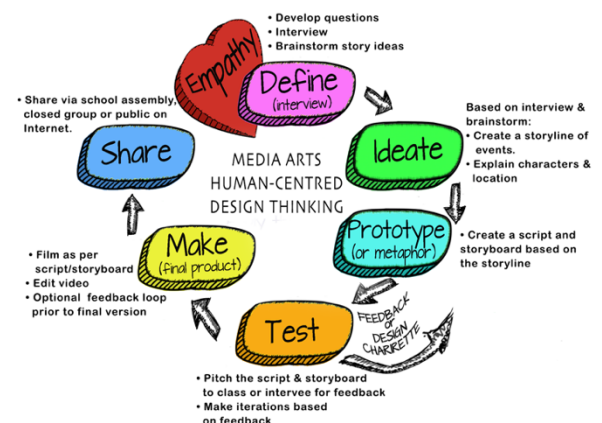 • Develop questions
• Interview
• Brainstorm story ideas
Empathy
Define
(interview)
• Share via school assembly,
closed group or public on
Internet.
Share
MEDIA ARTS
HUMAN-CENTRED
DESIGN THINKING
Ideate
Based on interview &
brainstorm:
• Create a storyline of
events.
• Explain characters &
location
Prototype
(or metaphor)
• Create a script and
storyboard based on
the storyline
Make
(final product)
• Film as per
script/storyboard
• Edit video
• Optional feedback loop
prior to final version
Test
FEEDBACK
or
DESIGN
CHARRETTE
• Pitch the script & storyboard
to class or intervee for feedback
• Make iterations based
on feedback.